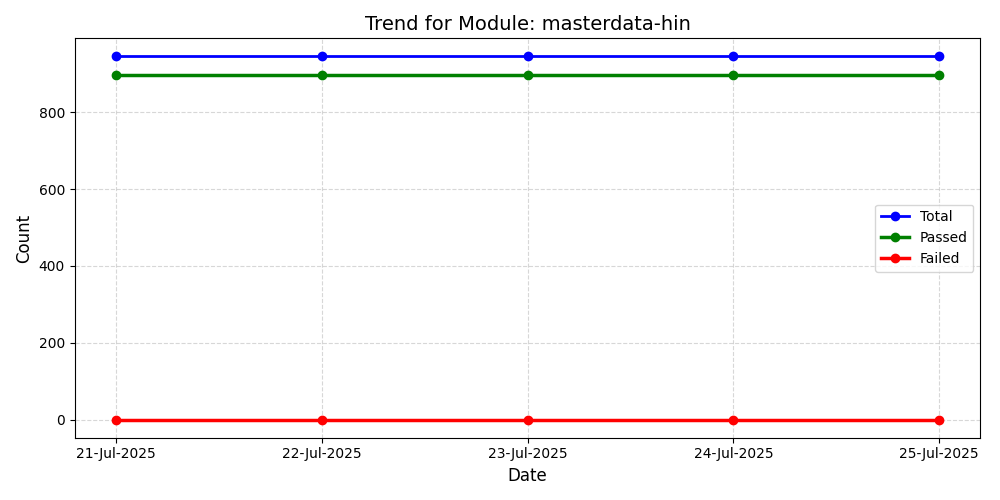 Trend for Module: masterdata-hin
Count
800
600
400
200
0
Total
Passed
Failed
21-Jul-2025
22-Jul-2025
23-Jul-2025
24-Jul-2025
25-Jul-2025
Date